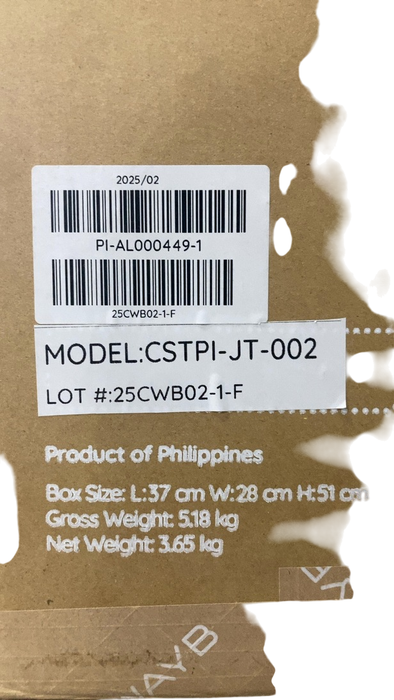 2025/02
PI-AL000449-1
25CWB02-1-F
MODEL:CSTPI-JT-002
LOT #:25CWB02-1-F
Product of Philippines
Box Size: L:37 cm W:28 cm H:51 cm
Gross Weight: 5.18 kg
Net Weight: 3.65 kg
WAYB